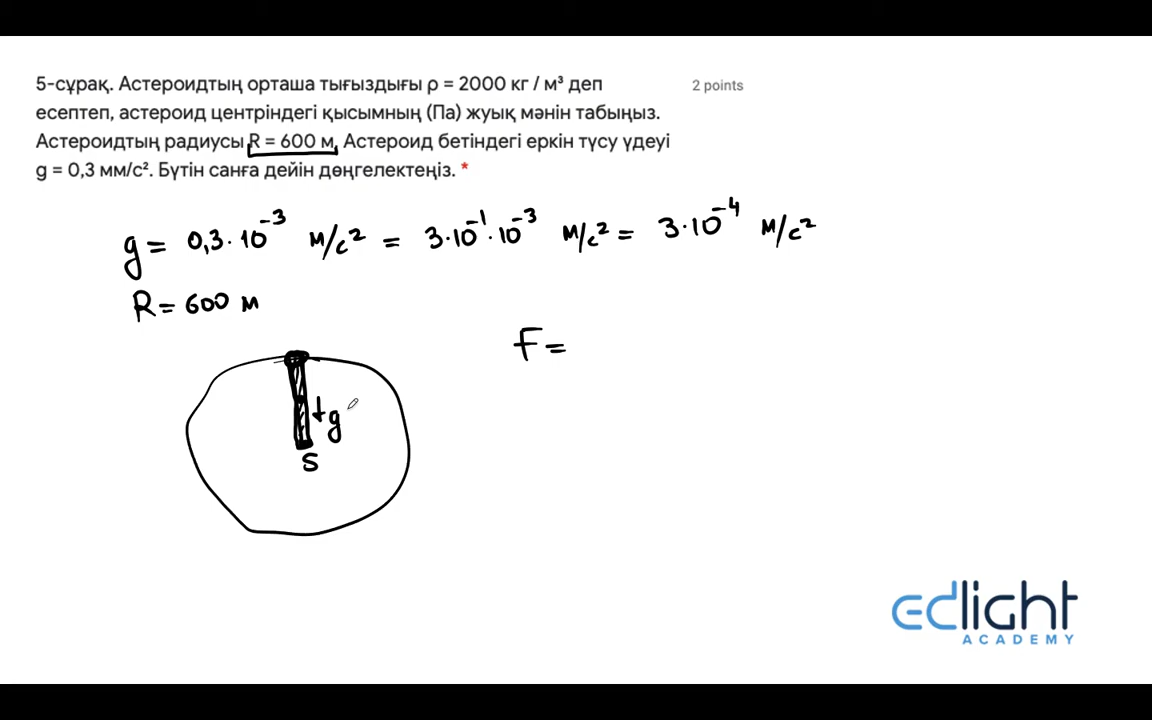 5-сұрақ. Астероидтың орташа тығыздығы ρ = 2000 кг / м³ деп
2 points
есептеп, астероид центріндегі қысымның (Па) жуық мәнін табыңыз.
Астероидтың радиусы R = 600 м. Астероид бетіндегі еркін түсу үдеуі
g = 0,3 мм/с². Бүтін санға дейін дөңгелектеңіз. *
g = 0,3·10⁻³ м/с² = 3·10⁻¹·10⁻³ м/с² = 3·10⁻⁴ м/с²
R = 600 м
F =
g
S
edlight
ACADEMY